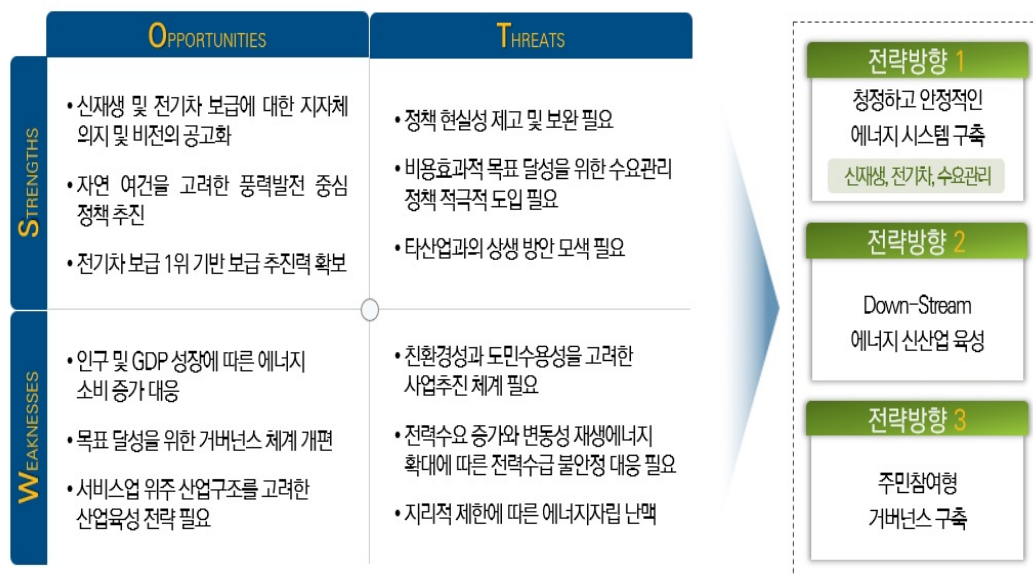 OPPORTUNITIES
THREATS
STRENGTHS
• 신재생 및 전기차 보급에 대한 지자체
의지 및 비전의 공고화
• 자연 여건을 고려한 풍력발전 중심
정책 추진
• 전기차 보급 1위 기반 보급 추진력 확보
• 정책 현실성 제고 및 보완 필요
• 비용효과적 목표 달성을 위한 수요관리
정책 적극적 도입 필요
• 타산업과의 상생 방안 모색 필요
WEAKNESSES
• 인구 및 GDP 성장에 따른 에너지
소비 증가 대응
• 목표 달성을 위한 거버넌스 체계 개편
• 서비스업 위주 산업구조를 고려한
산업육성 전략 필요
• 친환경성과 도민수용성을 고려한
사업추진 체계 필요
• 전력수요 증가와 변동성 재생에너지
확대에 따른 전력수급 불안정 대응 필요
• 지리적 제한에 따른 에너지자립 난맥
전략방향 1
청정하고 안정적인
에너지 시스템 구축
신재생, 전기차, 수요관리
전략방향 2
Down-Stream
에너지 신산업 육성
전략방향 3
주민참여형
거버넌스 구축